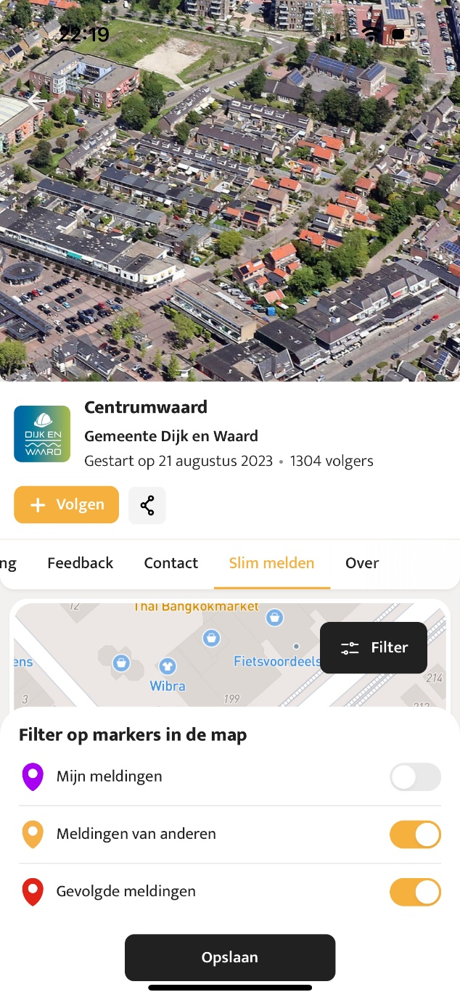 22:19
DIJK EN
WAARD
Centrumwaard
Gemeente Dijk en Waard
Gestart op 21 augustus 2023 • 1304 volgers
+ Volgen
ng
Feedback
Contact
Slim melden
Over
12
Thai Bangkokmarket
Filter
ens
Fietsvoordeels
Wibra
214
3
199
212
Filter op markers in de map
Mijn meldingen
Meldingen van anderen
Gevolgde meldingen
Opslaan